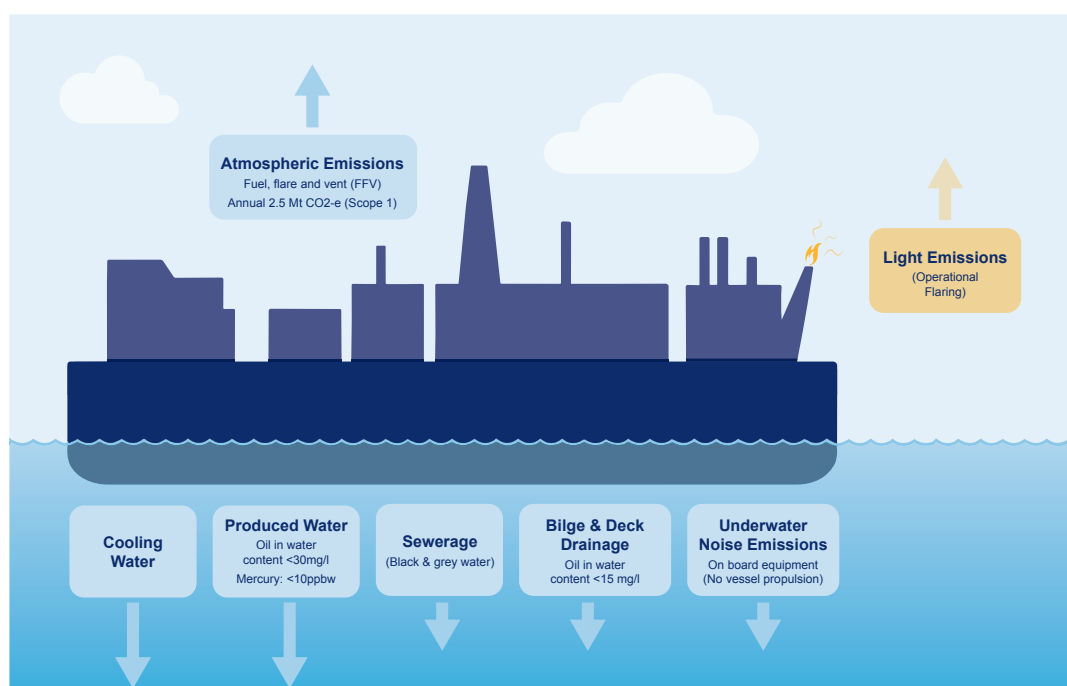 Atmospheric Emissions
Fuel, flare and vent (FFV)
Annual 2.5 Mt CO2-e (Scope 1)
Light Emissions
(Operational
Flaring)
Cooling
Water
Produced Water
Oil in water
content <30mg/l
Mercury: <10ppbw
Sewerage
(Black & grey water)
Bilge & Deck
Drainage
Oil in water
content <15 mg/l
Underwater
Noise Emissions
On board equipment
(No vessel propulsion)